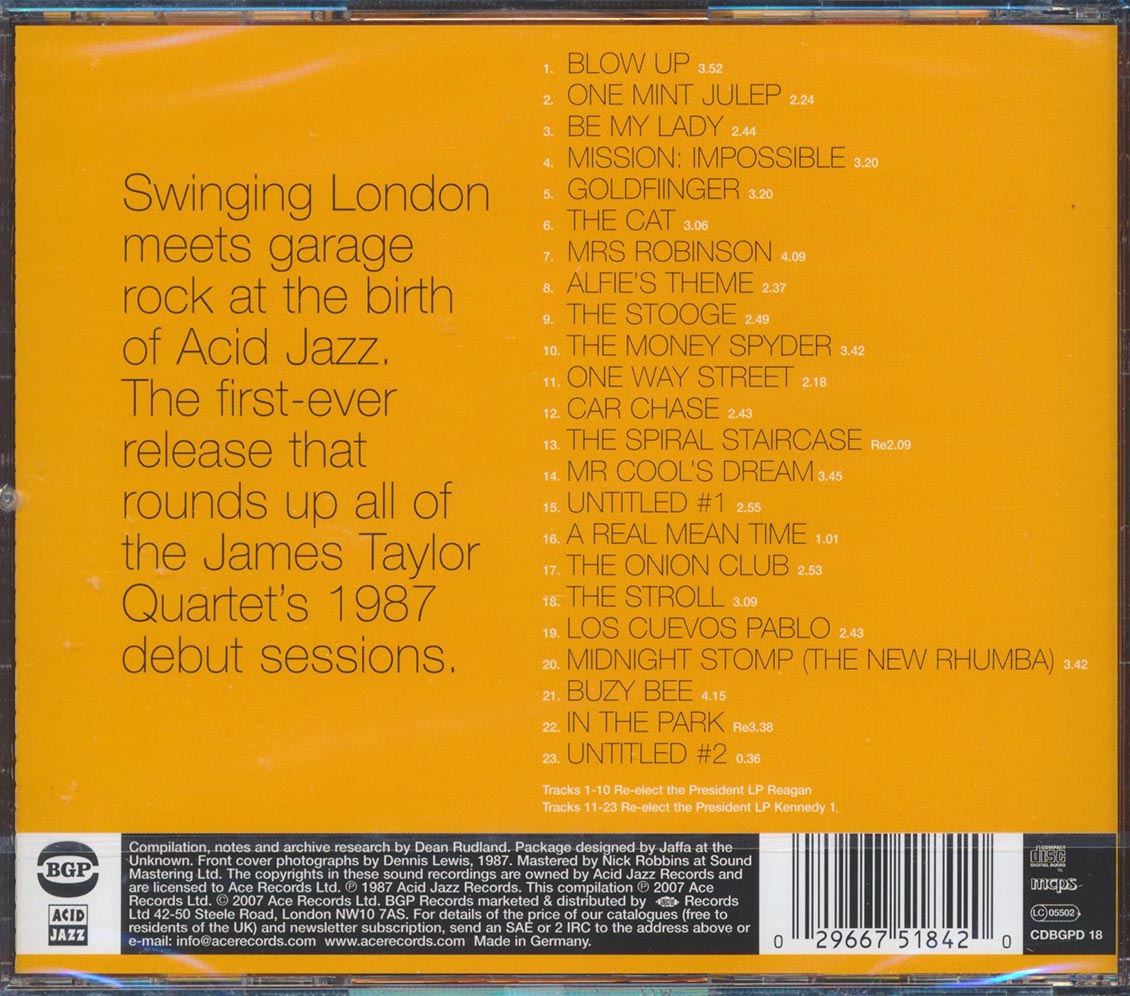 Swinging London
meets garage
rock at the birth
of Acid Jazz.
The first-ever
release that
rounds up all of
the James Taylor
Quartet's 1987
debut sessions.
1. BLOW UP 3.52
2. ONE MINT JULEP 2.24
3. BE MY LADY 2.44
4. MISSION: IMPOSSIBLE 3.20
5. GOLDFIINGER 3.20
6. THE CAT 3.06
7. MRS ROBINSON 4.09
8. ALFIE'S THEME 2.37
9. THE STOOGE 2.49
10. THE MONEY SPYDER 3.42
11. ONE WAY STREET 2.18
12. CAR CHASE 2.43
13. THE SPIRAL STAIRCASE Re2.09
14. MR COOL'S DREAM 3.45
15. UNTITLED #1 2.55
16. A REAL MEAN TIME 1.01
17. THE ONION CLUB 2.53
18. THE STROLL 3.09
19. LOS CUEVOS PABLO 2.43
20. MIDNIGHT STOMP (THE NEW RHUMBA) 3.42
21. BUZY BEE 4.15
22. IN THE PARK Re3.38
23. UNTITLED #2 0.36
Tracks 1-10 Re-elect the President LP Reagan
Tracks 11-23 Re-elect the President LP Kennedy 1.
BGP
ACID
JAZZ
Compilation, notes and archive research by Dean Rudland. Package designed by Jaffa at the
Unknown. Front cover photographs by Dennis Lewis, 1987. Mastered by Nick Robbins at Sound
Mastering Ltd. The copyrights in these sound recordings are owned by Acid Jazz Records and
are licensed to Ace Records Ltd. ℗ 1987 Acid Jazz Records. This compilation ℗ 2007 Ace
Records Ltd. © 2007 Ace Records Ltd. BGP Records marketed & distributed by ACE Records
Ltd 42-50 Steele Road, London NW10 7AS. For details of the price of our catalogues (free to
residents of the UK) and newsletter subscription, send an SAE or 2 IRC to the address above or
e-mail: info@acerecords.com www.acerecords.com Made in Germany.
0 29667 51842 0
COMPACT
disc
DIGITAL AUDIO
mcps
LC 05502
CDBGPD 18